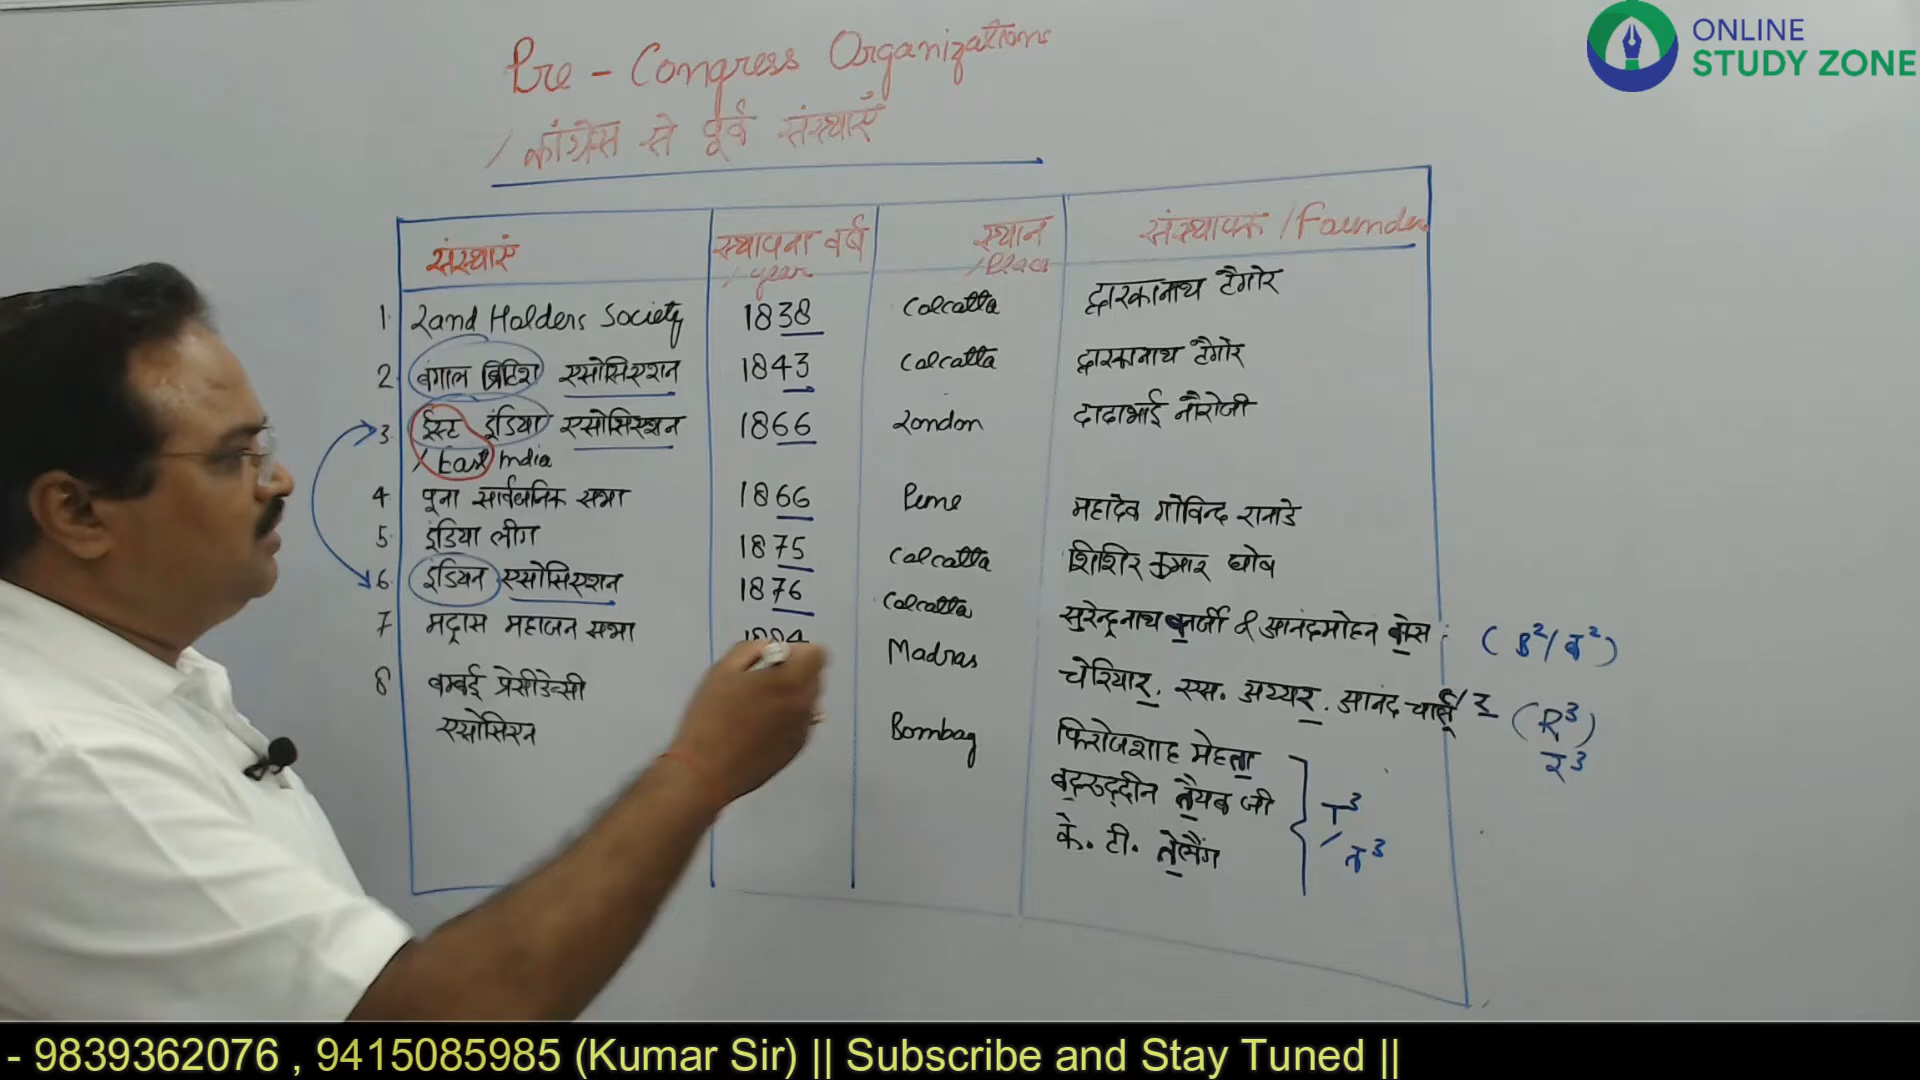 ONLINE
STUDY ZONE
Pre - Congress Organizations
/ कांग्रेस से पूर्व संस्थाएँ
संस्थाएं स्थापना वर्ष / year स्थान / Place संस्थापक / Founder
1. Land Holders Society 1838 Calcatta द्वारकानाथ टैगोर
2. बंगाल ब्रिटिश एसोसिएशन 1843 Calcatta द्वारकानाथ टैगोर
3. ईस्ट इंडिया एसोसिएशन 1866 London दादाभाई नौरोजी
/ East India
4 पूना सार्वजनिक सभा 1866 Pune महादेव गोविन्द रानाडे
5. इंडिया लीग 1875 Calcatta शिशिर कुमार घोष
6. इंडियन एसोसिएशन 1876 Calcatta सुरेन्द्रनाथ बनर्जी & आनंदमोहन बोस (B²/ब²)
7 मद्रास महाजन सभा Madras चेरियार, एस. अय्यर, आनंद (R³)
र³
8 बम्बई प्रेसीडेन्सी Bombay फिरोजशाह मेहता
एसोसिएन बद्रुद्दीन तैयब जी T³
के. टी. तेलैंग / त³
- 9839362076 , 9415085985 (Kumar Sir) || Subscribe and Stay Tuned ||